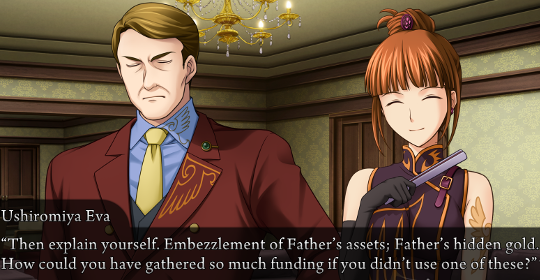 Ushiromiya Eva
“Then explain yourself. Embezzlement of Father’s assets; Father’s hidden gold.
How could you have gathered so much funding if you didn’t use one of these?”